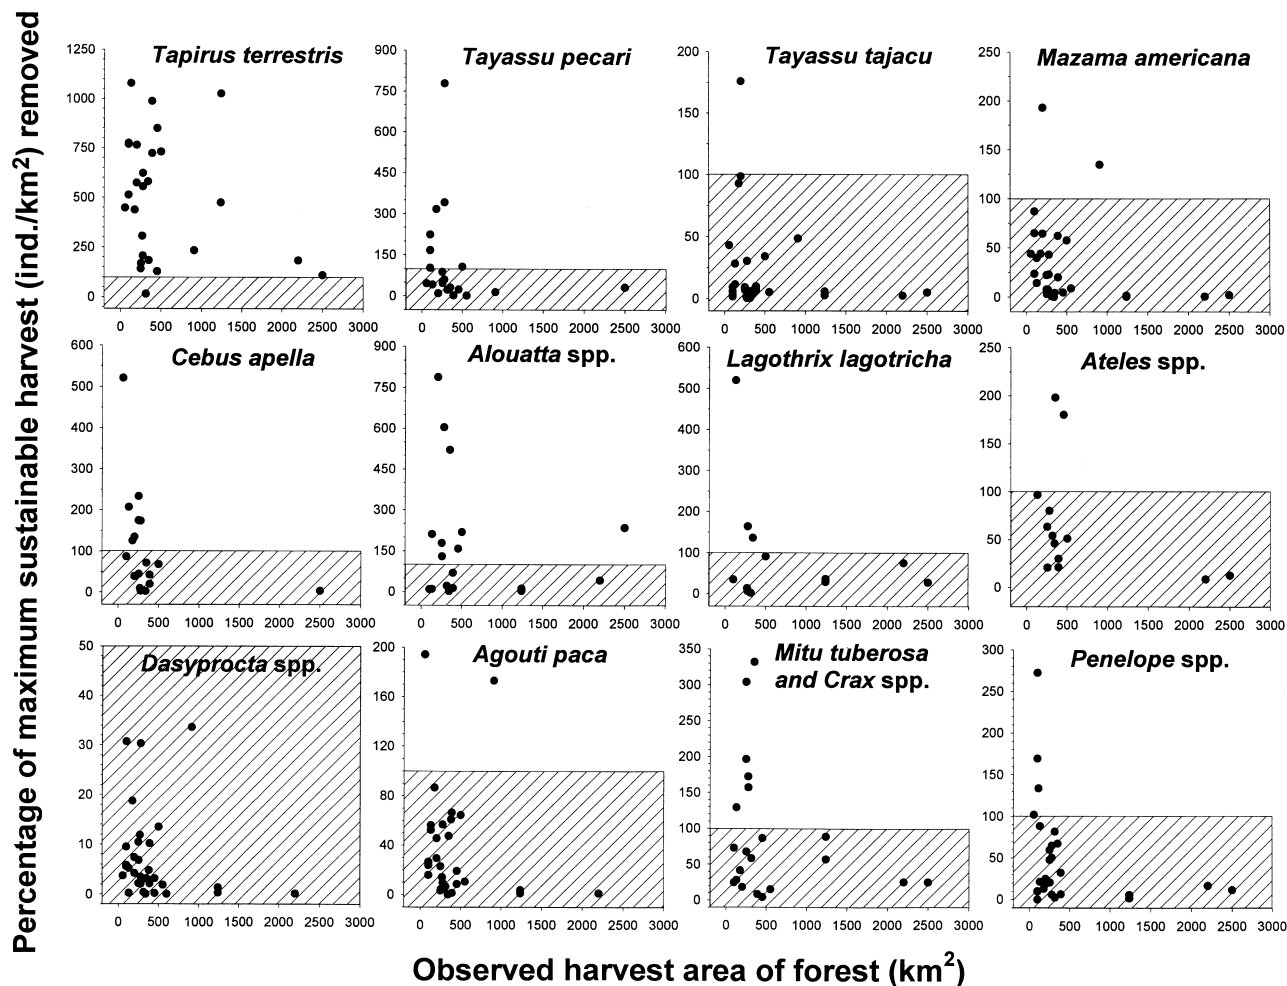 Percentage of maximum sustainable harvest (ind./km²) removed
Tapirus terrestris
1250
1000
750
500
250
0
0 500 1000 1500 2000 2500 3000
Tayassu pecari
900
750
600
450
300
150
0
0 500 1000 1500 2000 2500 3000
Tayassu tajacu
200
150
100
50
0
0 500 1000 1500 2000 2500 3000
Mazama americana
250
200
150
100
50
0
0 500 1000 1500 2000 2500 3000
Cebus apella
600
500
400
300
200
100
0
0 500 1000 1500 2000 2500 3000
Alouatta spp.
900
750
600
450
300
150
0
0 500 1000 1500 2000 2500 3000
Lagothrix lagotricha
600
500
400
300
200
100
0
0 500 1000 1500 2000 2500 3000
Ateles spp.
250
200
150
100
50
0
0 500 1000 1500 2000 2500 3000
Dasyprocta spp.
50
40
30
20
10
0
0 500 1000 1500 2000 2500 3000
Agouti paca
200
160
120
80
40
0
0 500 1000 1500 2000 2500 3000
Mitu tuberosa
and Crax spp.
350
300
250
200
150
100
50
0
0 500 1000 1500 2000 2500 3000
Penelope spp.
300
250
200
150
100
50
0
0 500 1000 1500 2000 2500 3000
Observed harvest area of forest (km²)